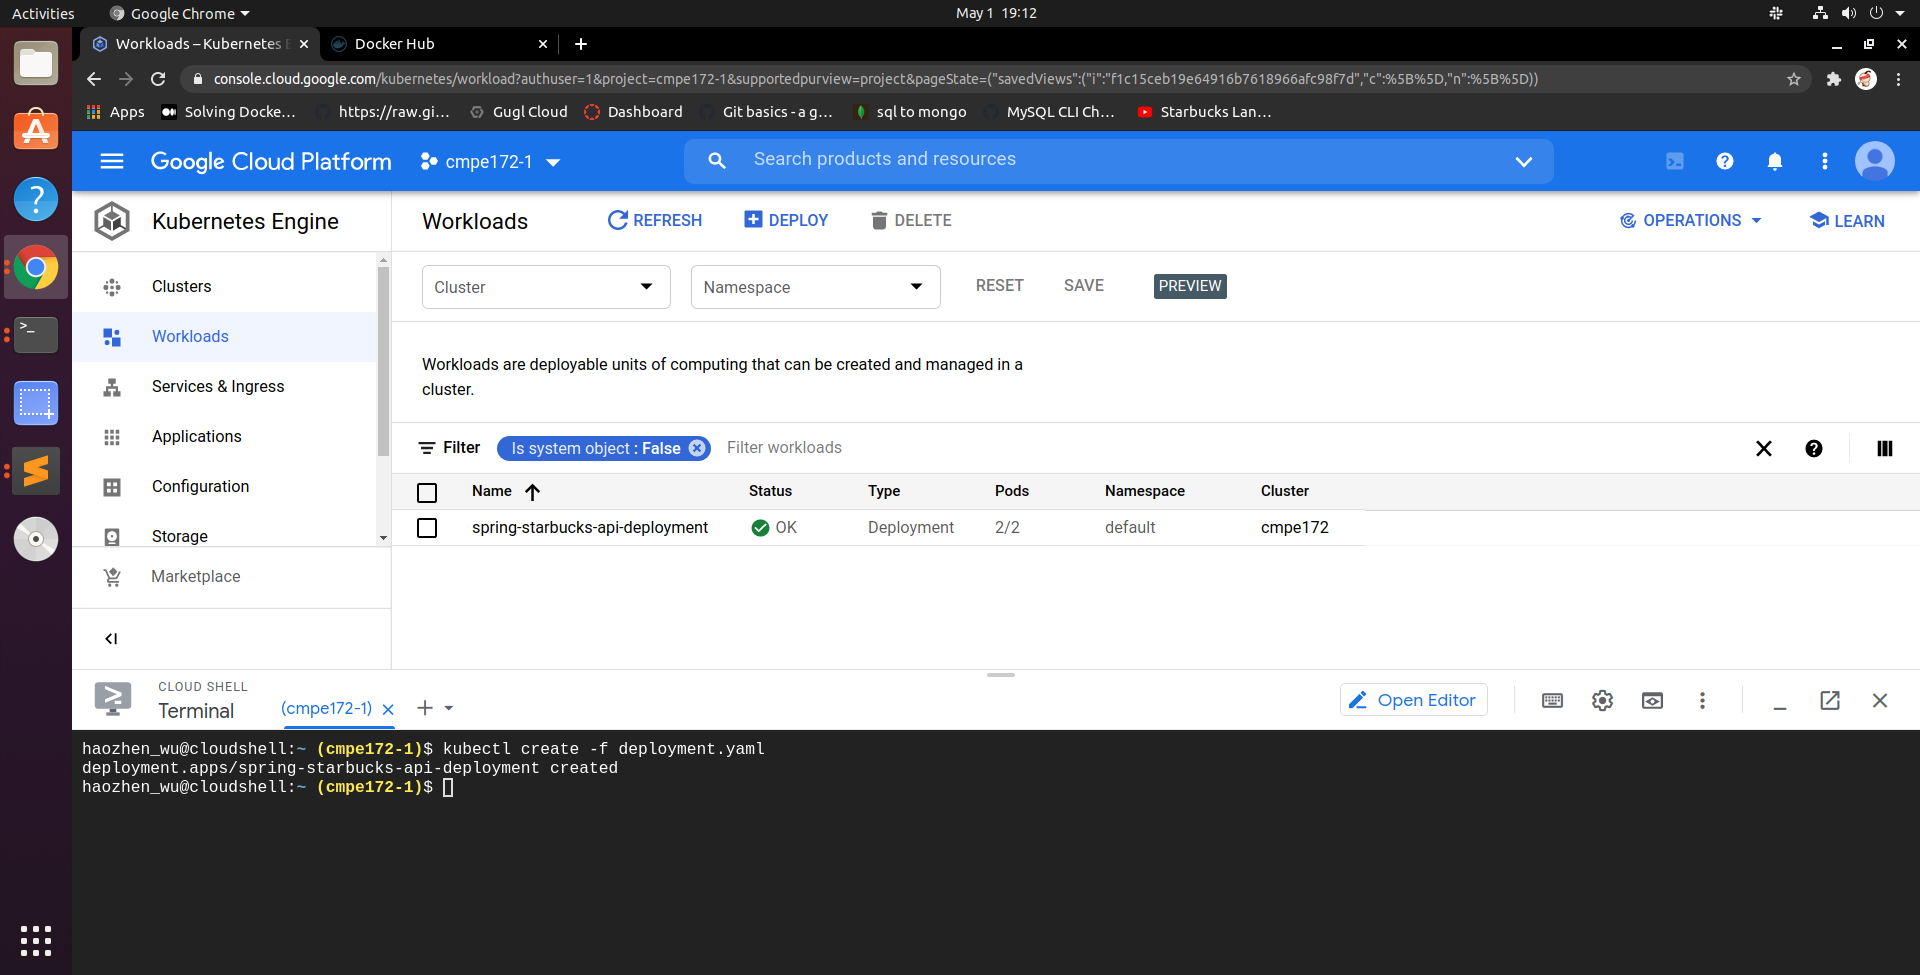 Activities
Google Chrome
May 1 19:12
Workloads – Kubernetes E
Docker Hub
console.cloud.google.com/kubernetes/workload?authuser=1&project=cmpe172-1&supportedpurview=project&pageState=("savedViews":("i":"f1c15ceb19e64916b7618966afc98f7d","c":%5B%5D,"n":%5B%5D))
Apps
Solving Docke...
https://raw.gi...
Gugl Cloud
Dashboard
Git basics - a g...
sql to mongo
MySQL CLI Ch...
Starbucks Lan...
Google Cloud Platform
cmpe172-1
Search products and resources
Kubernetes Engine
Workloads
REFRESH
DEPLOY
DELETE
OPERATIONS
LEARN
Clusters
Workloads
Services & Ingress
Applications
Configuration
Storage
Marketplace
Cluster
Namespace
RESET
SAVE
PREVIEW
Workloads are deployable units of computing that can be created and managed in a
cluster.
Filter
Is system object : False
Filter workloads
Name Status Type Pods Namespace Cluster
spring-starbucks-api-deployment OK Deployment 2/2 default cmpe172
CLOUD SHELL
Terminal
(cmpe172-1)
Open Editor
haozhen_wu@cloudshell:~ (cmpe172-1)$ kubectl create -f deployment.yaml
deployment.apps/spring-starbucks-api-deployment created
haozhen_wu@cloudshell:~ (cmpe172-1)$